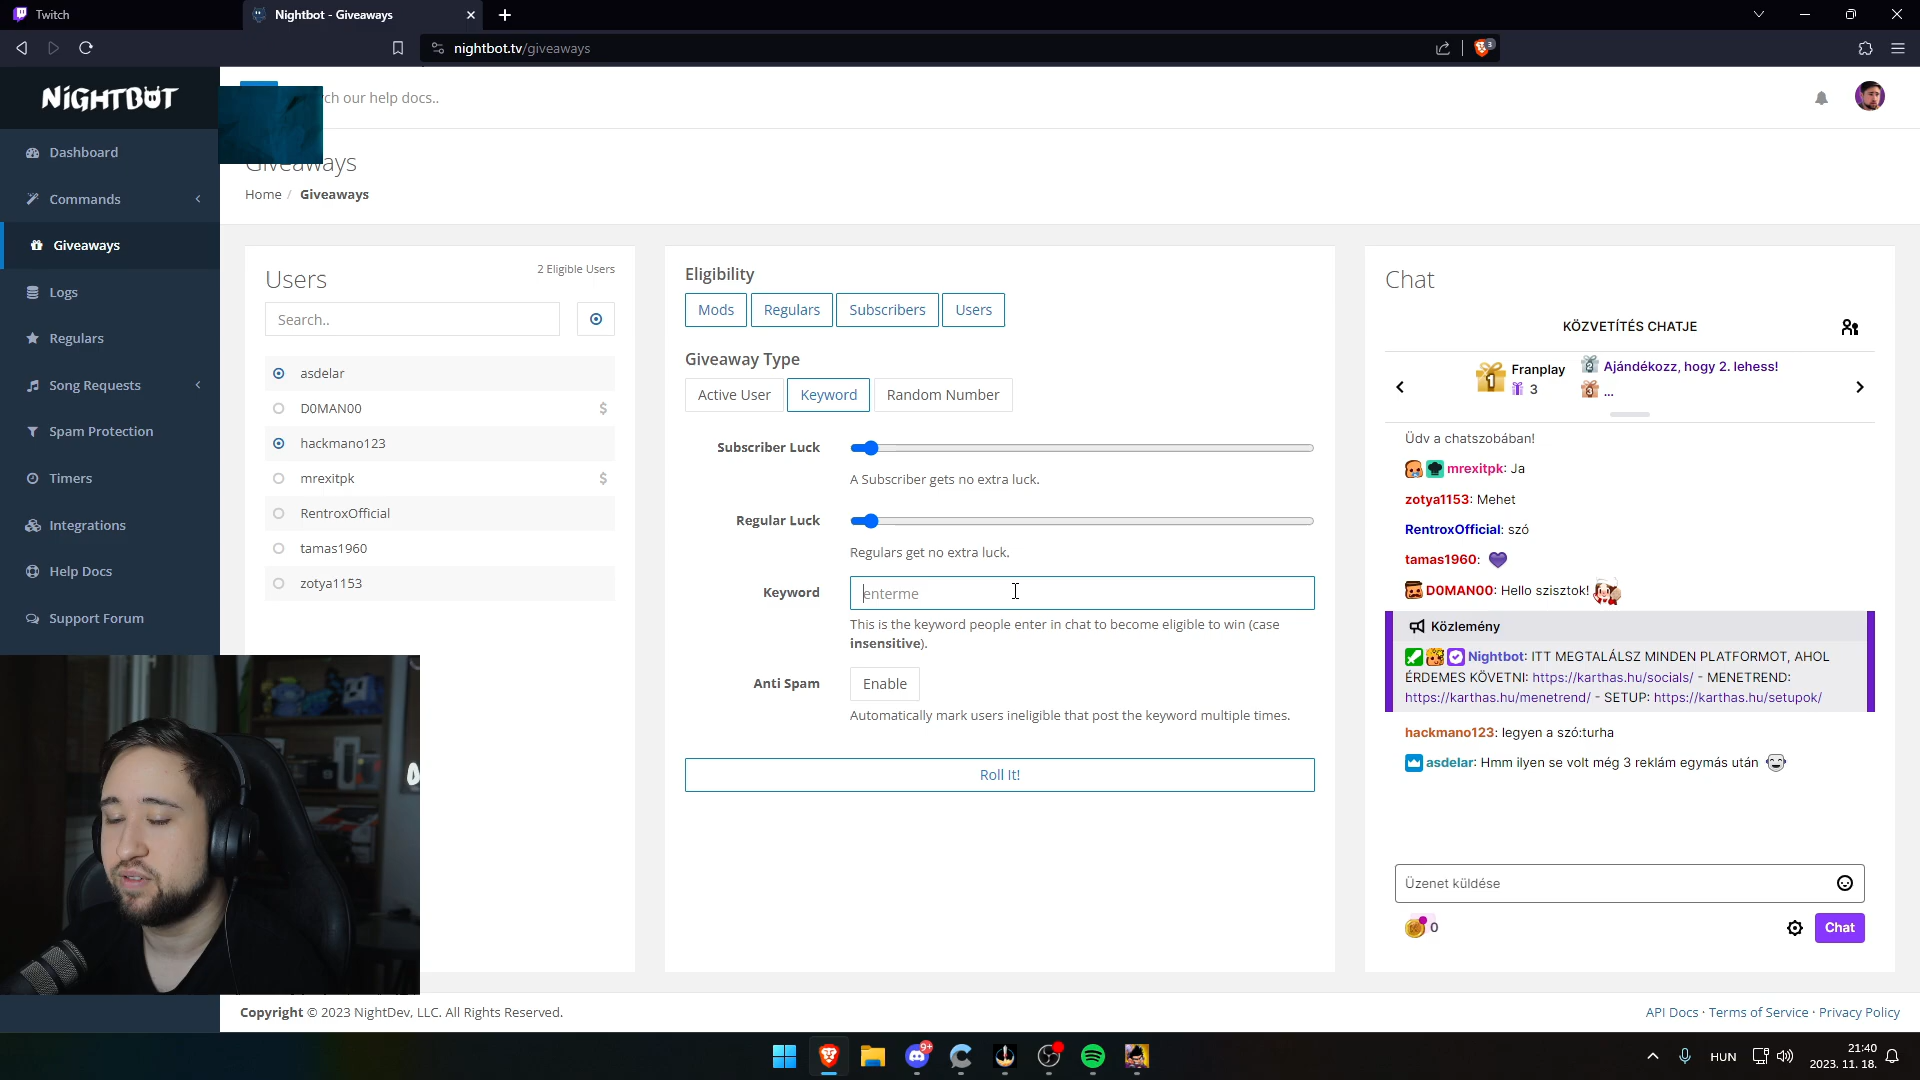 Twitch
Nightbot - Giveaways
nightbot.tv/giveaways
3
NIGHTBOT
ch our help docs..
Dashboard
Commands
Giveaways
Logs
Regulars
Song Requests
Spam Protection
Timers
Integrations
Help Docs
Support Forum
Giveaways
Home / Giveaways
Users
2 Eligible Users
Search..
asdelar
D0MAN00 $
hackmano123
mrexitpk $
RentroxOfficial
tamas1960
zotya1153
Eligibility
Mods Regulars Subscribers Users
Giveaway Type
Active User Keyword Random Number
Subscriber Luck
A Subscriber gets no extra luck.
Regular Luck
Regulars get no extra luck.
Keyword enterme
This is the keyword people enter in chat to become eligible to win (case
insensitive).
Anti Spam Enable
Automatically mark users ineligible that post the keyword multiple times.
Roll It!
Chat
KÖZVETÍTÉS CHATJE
1 Franplay
3
2 Ajándékozz, hogy 2. lehess!
3 ...
Üdv a chatszobában!
mrexitpk: Ja
zotya1153: Mehet
RentroxOfficial: szó
tamas1960:
D0MAN00: Hello szisztok!
Közlemény
Nightbot: ITT MEGTALÁLSZ MINDEN PLATFORMOT, AHOL
ÉRDEMES KÖVETNI: https://karthas.hu/socials/ - MENETREND:
https://karthas.hu/menetrend/ - SETUP: https://karthas.hu/setupok/
hackmano123: legyen a szó:turha
asdelar: Hmm ilyen se volt még 3 reklám egymás után
Üzenet küldése
0
Chat
Copyright © 2023 NightDev, LLC. All Rights Reserved.
API Docs · Terms of Service · Privacy Policy
9+
HUN
21:40
2023. 11. 18.